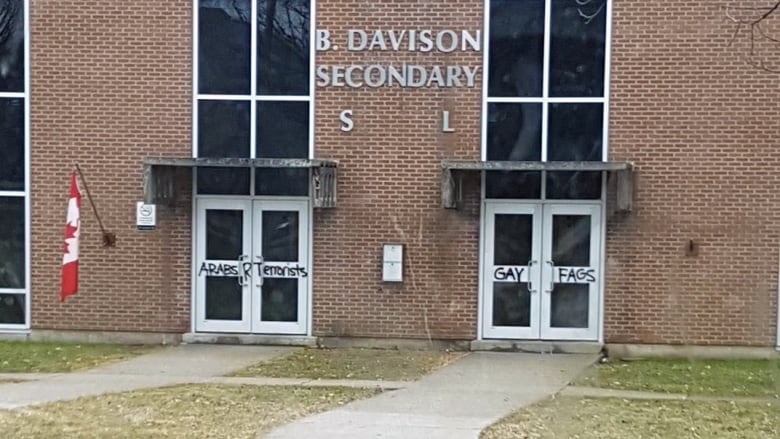 B. DAVISON
SECONDARY
S L
ARABS R Terrorists
GAY FAGS